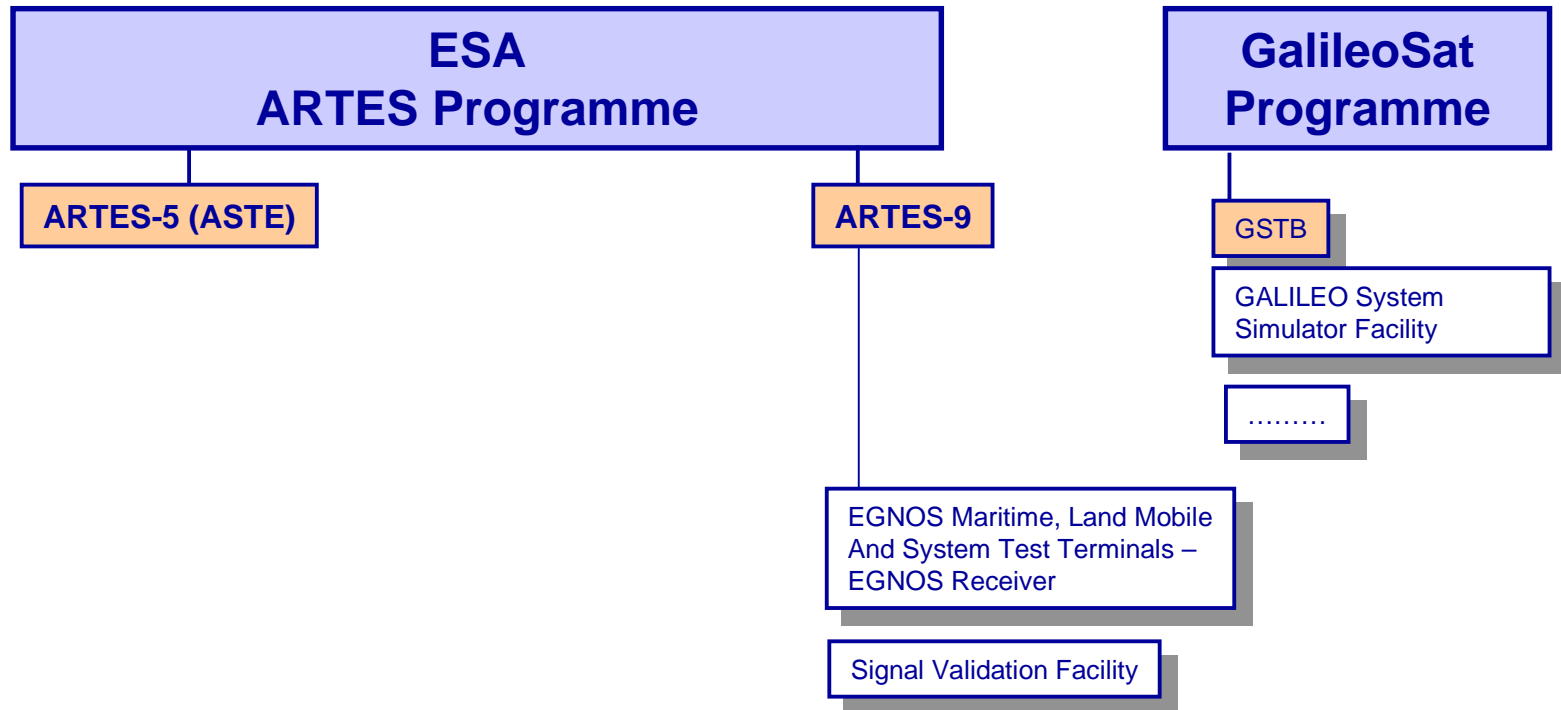 ESA
ARTES Programme
GalileoSat
Programme
ARTES-5 (ASTE)
ARTES-9
GSTB
GALILEO System
Simulator Facility
.........
EGNOS Maritime, Land Mobile
And System Test Terminals –
EGNOS Receiver
Signal Validation Facility